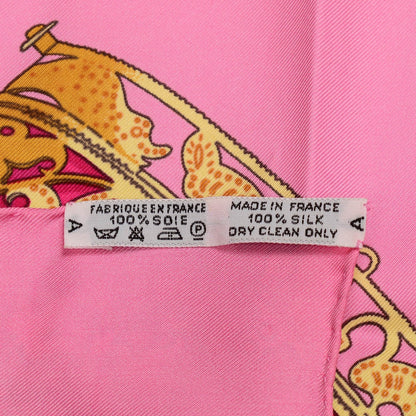 A
FABRIQUE EN FRANCE
100% SOIE
MADE IN FRANCE
100% SILK
DRY CLEAN ONLY
A